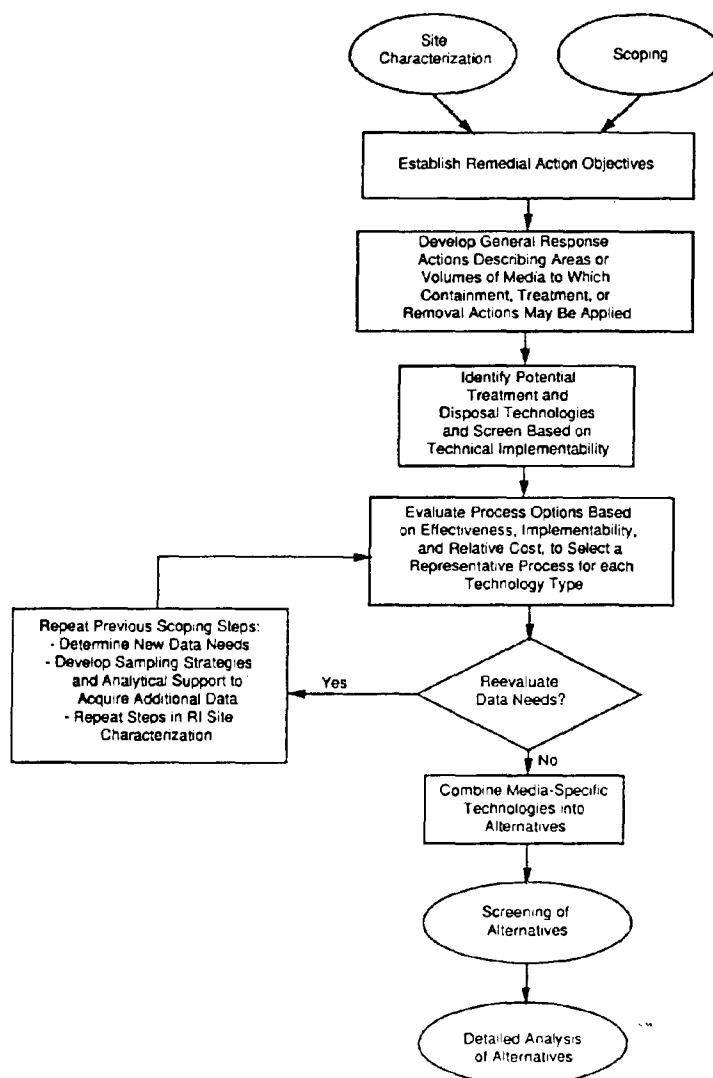 Site
Characterization
Scoping
Establish Remedial Action Objectives
Develop General Response
Actions Describing Areas or
Volumes of Media to Which
Containment, Treatment, or
Removal Actions May Be Applied
Identify Potential
Treatment and
Disposal Technologies
and Screen Based on
Technical Implementability
Evaluate Process Options Based
on Effectiveness, Implementability,
and Relative Cost, to Select a
Representative Process for each
Technology Type
Repeat Previous Scoping Steps:
- Determine New Data Needs
- Develop Sampling Strategies
and Analytical Support to
Acquire Additional Data
- Repeat Steps in RI Site
Characterization
Yes
Reevaluate
Data Needs?
No
Combine Media-Specific
Technologies into
Alternatives
Screening of
Alternatives
Detailed Analysis
of Alternatives